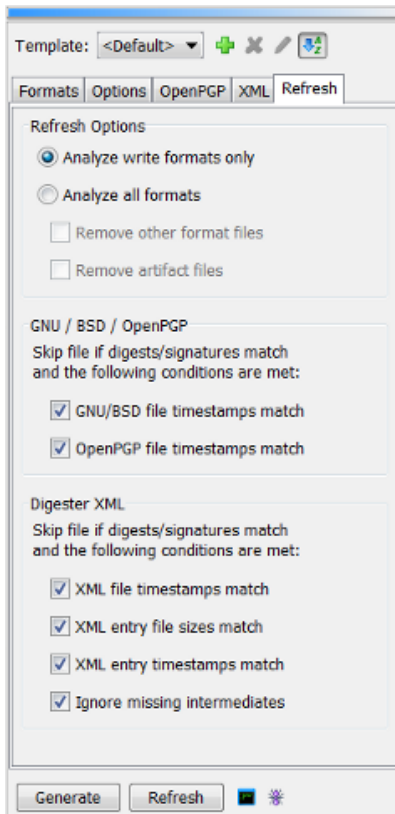 Template: <Default>
Formats Options OpenPGP XML Refresh
Refresh Options
Analyze write formats only
Analyze all formats
Remove other format files
Remove artifact files
GNU / BSD / OpenPGP
Skip file if digests/signatures match
and the following conditions are met:
GNU/BSD file timestamps match
OpenPGP file timestamps match
Digester XML
Skip file if digests/signatures match
and the following conditions are met:
XML file timestamps match
XML entry file sizes match
XML entry timestamps match
Ignore missing intermediates
Generate Refresh